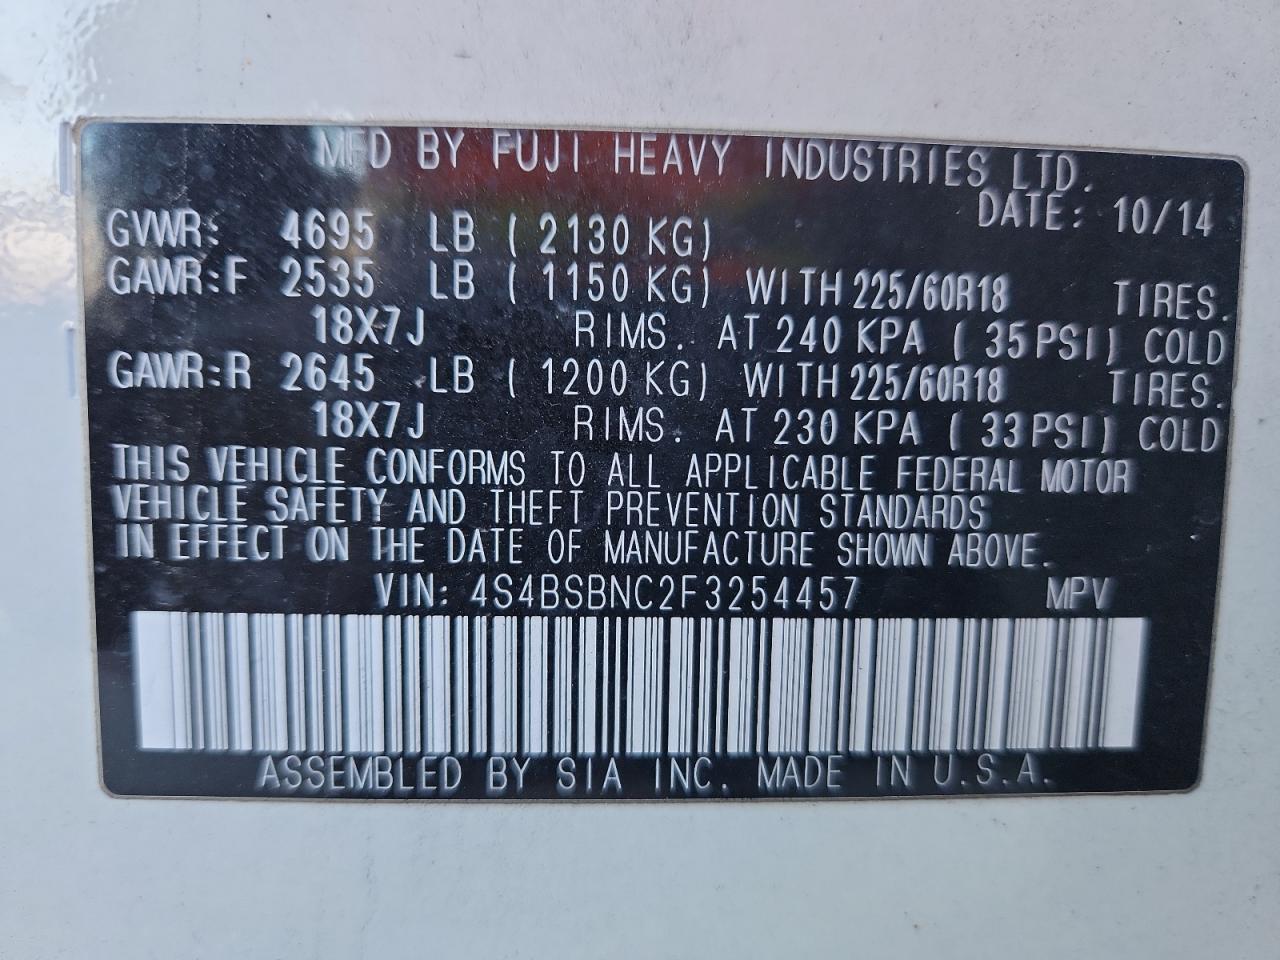 MFD BY FUJI HEAVY INDUSTRIES LTD.
DATE: 10/14
GVWR: 4695 LB ( 2130 KG)
GAWR:F 2535 LB ( 1150 KG) WITH 225/60R18 TIRES.
18X7J RIMS. AT 240 KPA ( 35PSI) COLD
GAWR:R 2645 LB ( 1200 KG) WITH 225/60R18 TIRES.
18X7J RIMS. AT 230 KPA ( 33PSI) COLD
THIS VEHICLE CONFORMS TO ALL APPLICABLE FEDERAL MOTOR
VEHICLE SAFETY AND THEFT PREVENTION STANDARDS
IN EFFECT ON THE DATE OF MANUFACTURE SHOWN ABOVE.
VIN: 4S4BSBNC2F3254457 MPV
ASSEMBLED BY SIA INC. MADE IN U.S.A.